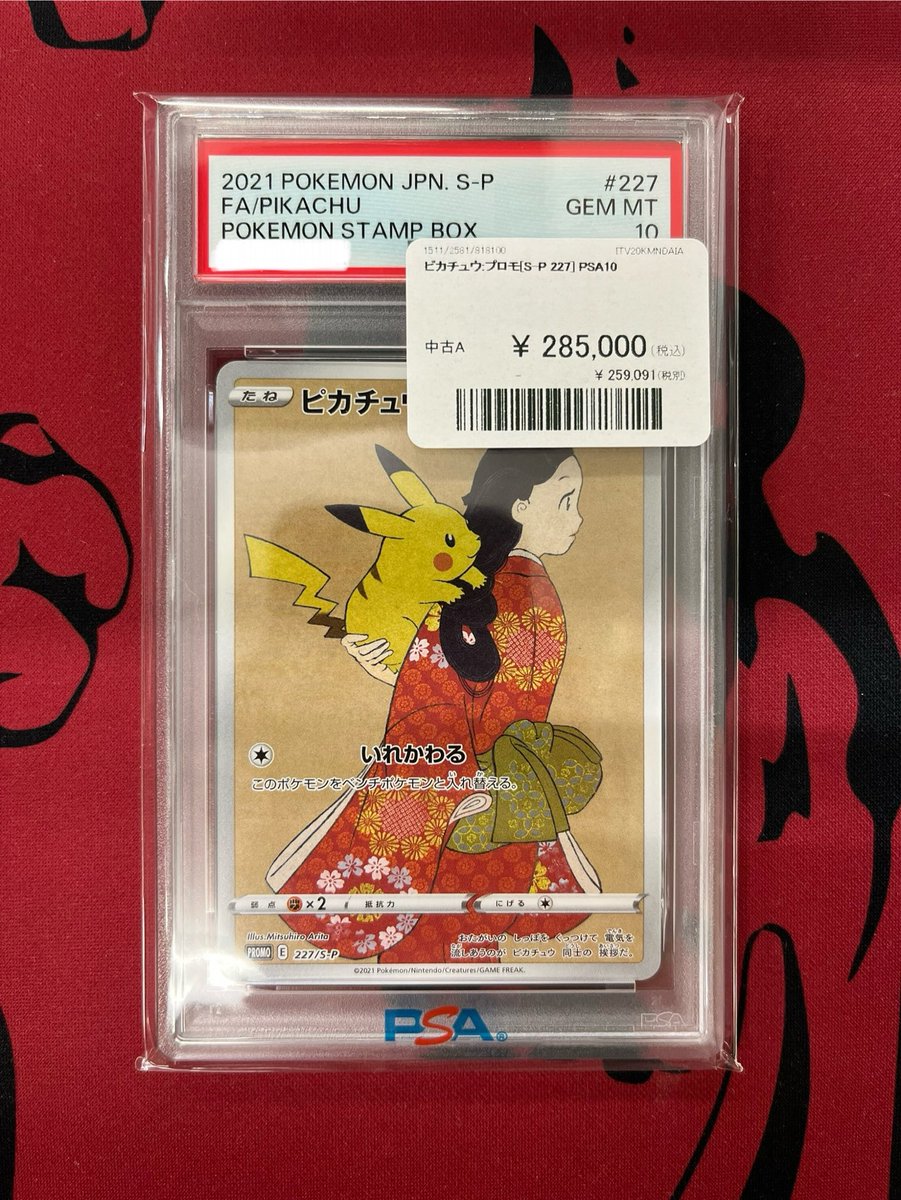 2021 POKEMON JPN. S-P #227
FA/PIKACHU GEM MT
POKEMON STAMP BOX 10
1511/2581/818100 ITV20KMNDAIA
ピカチュウ:プロモ[S-P 227] PSA10
中古A ¥ 285,000(税込)
- ¥ 259,091(税別)
たね ピカチュウ
いれかわる
このポケモンをベンチポケモンと入れ替える。
弱点 ×2 抵抗力 にげる
Illus. Mitsuhiro Arita
おたがいの しっぽを くっつけて 電気を
流しあうのが ピカチュウ 同士の 挨拶だ。
PROMO E 227/S-P
©2021 Pokémon/Nintendo/Creatures/GAME FREAK.
PSA®
PSA